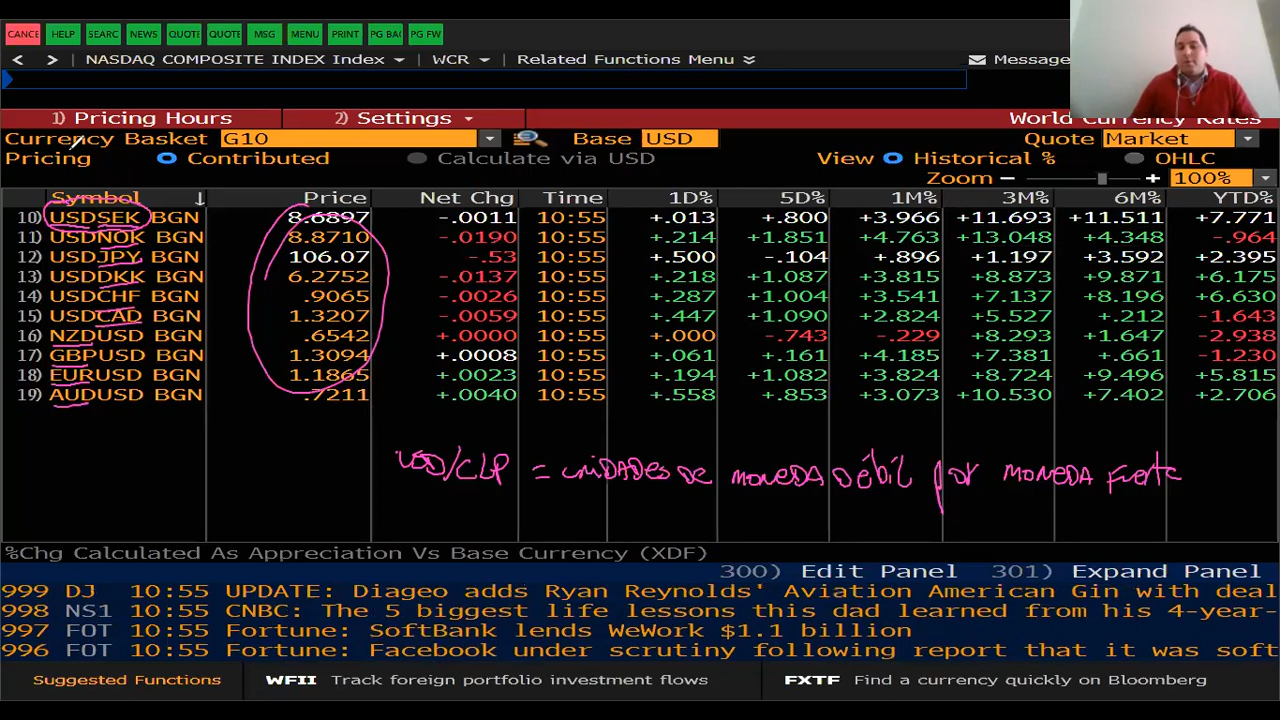 CANCE HELP SEARC NEWS QUOTE QUOTE MSG MENU PRINT PG BAC PG FW
< > NASDAQ COMPOSITE INDEX Index WCR Related Functions Menu Message
1) Pricing Hours 2) Settings World Currency Rates
Currency Basket G10 Base USD Quote Market
Pricing Contributed Calculate via USD View Historical % OHLC
Zoom − + 100%
Symbol ↓ Price Net Chg Time 1D% 5D% 1M% 3M% 6M% YTD%
10) USDSEK BGN 8.6897 -.0011 10:55 +.013 +.800 +3.966 +11.693 +11.511 +7.771
11) USDNOK BGN 8.8710 -.0190 10:55 +.214 +1.851 +4.763 +13.048 +4.348 -.964
12) USDJPY BGN 106.07 -.53 10:55 +.500 -.104 +.896 +1.197 +3.592 +2.395
13) USDDKK BGN 6.2752 -.0137 10:55 +.218 +1.087 +3.815 +8.873 +9.871 +6.175
14) USDCHF BGN .9065 -.0026 10:55 +.287 +1.004 +3.541 +7.137 +8.196 +6.630
15) USDCAD BGN 1.3207 -.0059 10:55 +.447 +1.090 +2.824 +5.527 +.212 -1.643
16) NZDUSD BGN .6542 +.0000 10:55 +.000 -.743 -.229 +8.293 +1.647 -2.938
17) GBPUSD BGN 1.3094 +.0008 10:55 +.061 +.161 +4.185 +7.381 +.661 -1.230
18) EURUSD BGN 1.1865 +.0023 10:55 +.194 +1.082 +3.824 +8.724 +9.496 +5.815
19) AUDUSD BGN .7211 +.0040 10:55 +.558 +.853 +3.073 +10.530 +7.402 +2.706
USD/CLP = UNIDADES DE MONEDA Débil por MONEDA fuerte
%Chg Calculated As Appreciation Vs Base Currency (XDF)
300) Edit Panel 301) Expand Panel
999 DJ 10:55 UPDATE: Diageo adds Ryan Reynolds' Aviation American Gin with deal
998 NS1 10:55 CNBC: The 5 biggest life lessons this dad learned from his 4-year-
997 FOT 10:55 Fortune: SoftBank lends WeWork $1.1 billion
996 FOT 10:55 Fortune: Facebook under scrutiny following report that it was soft
Suggested Functions WFII Track foreign portfolio investment flows FXTF Find a currency quickly on Bloomberg